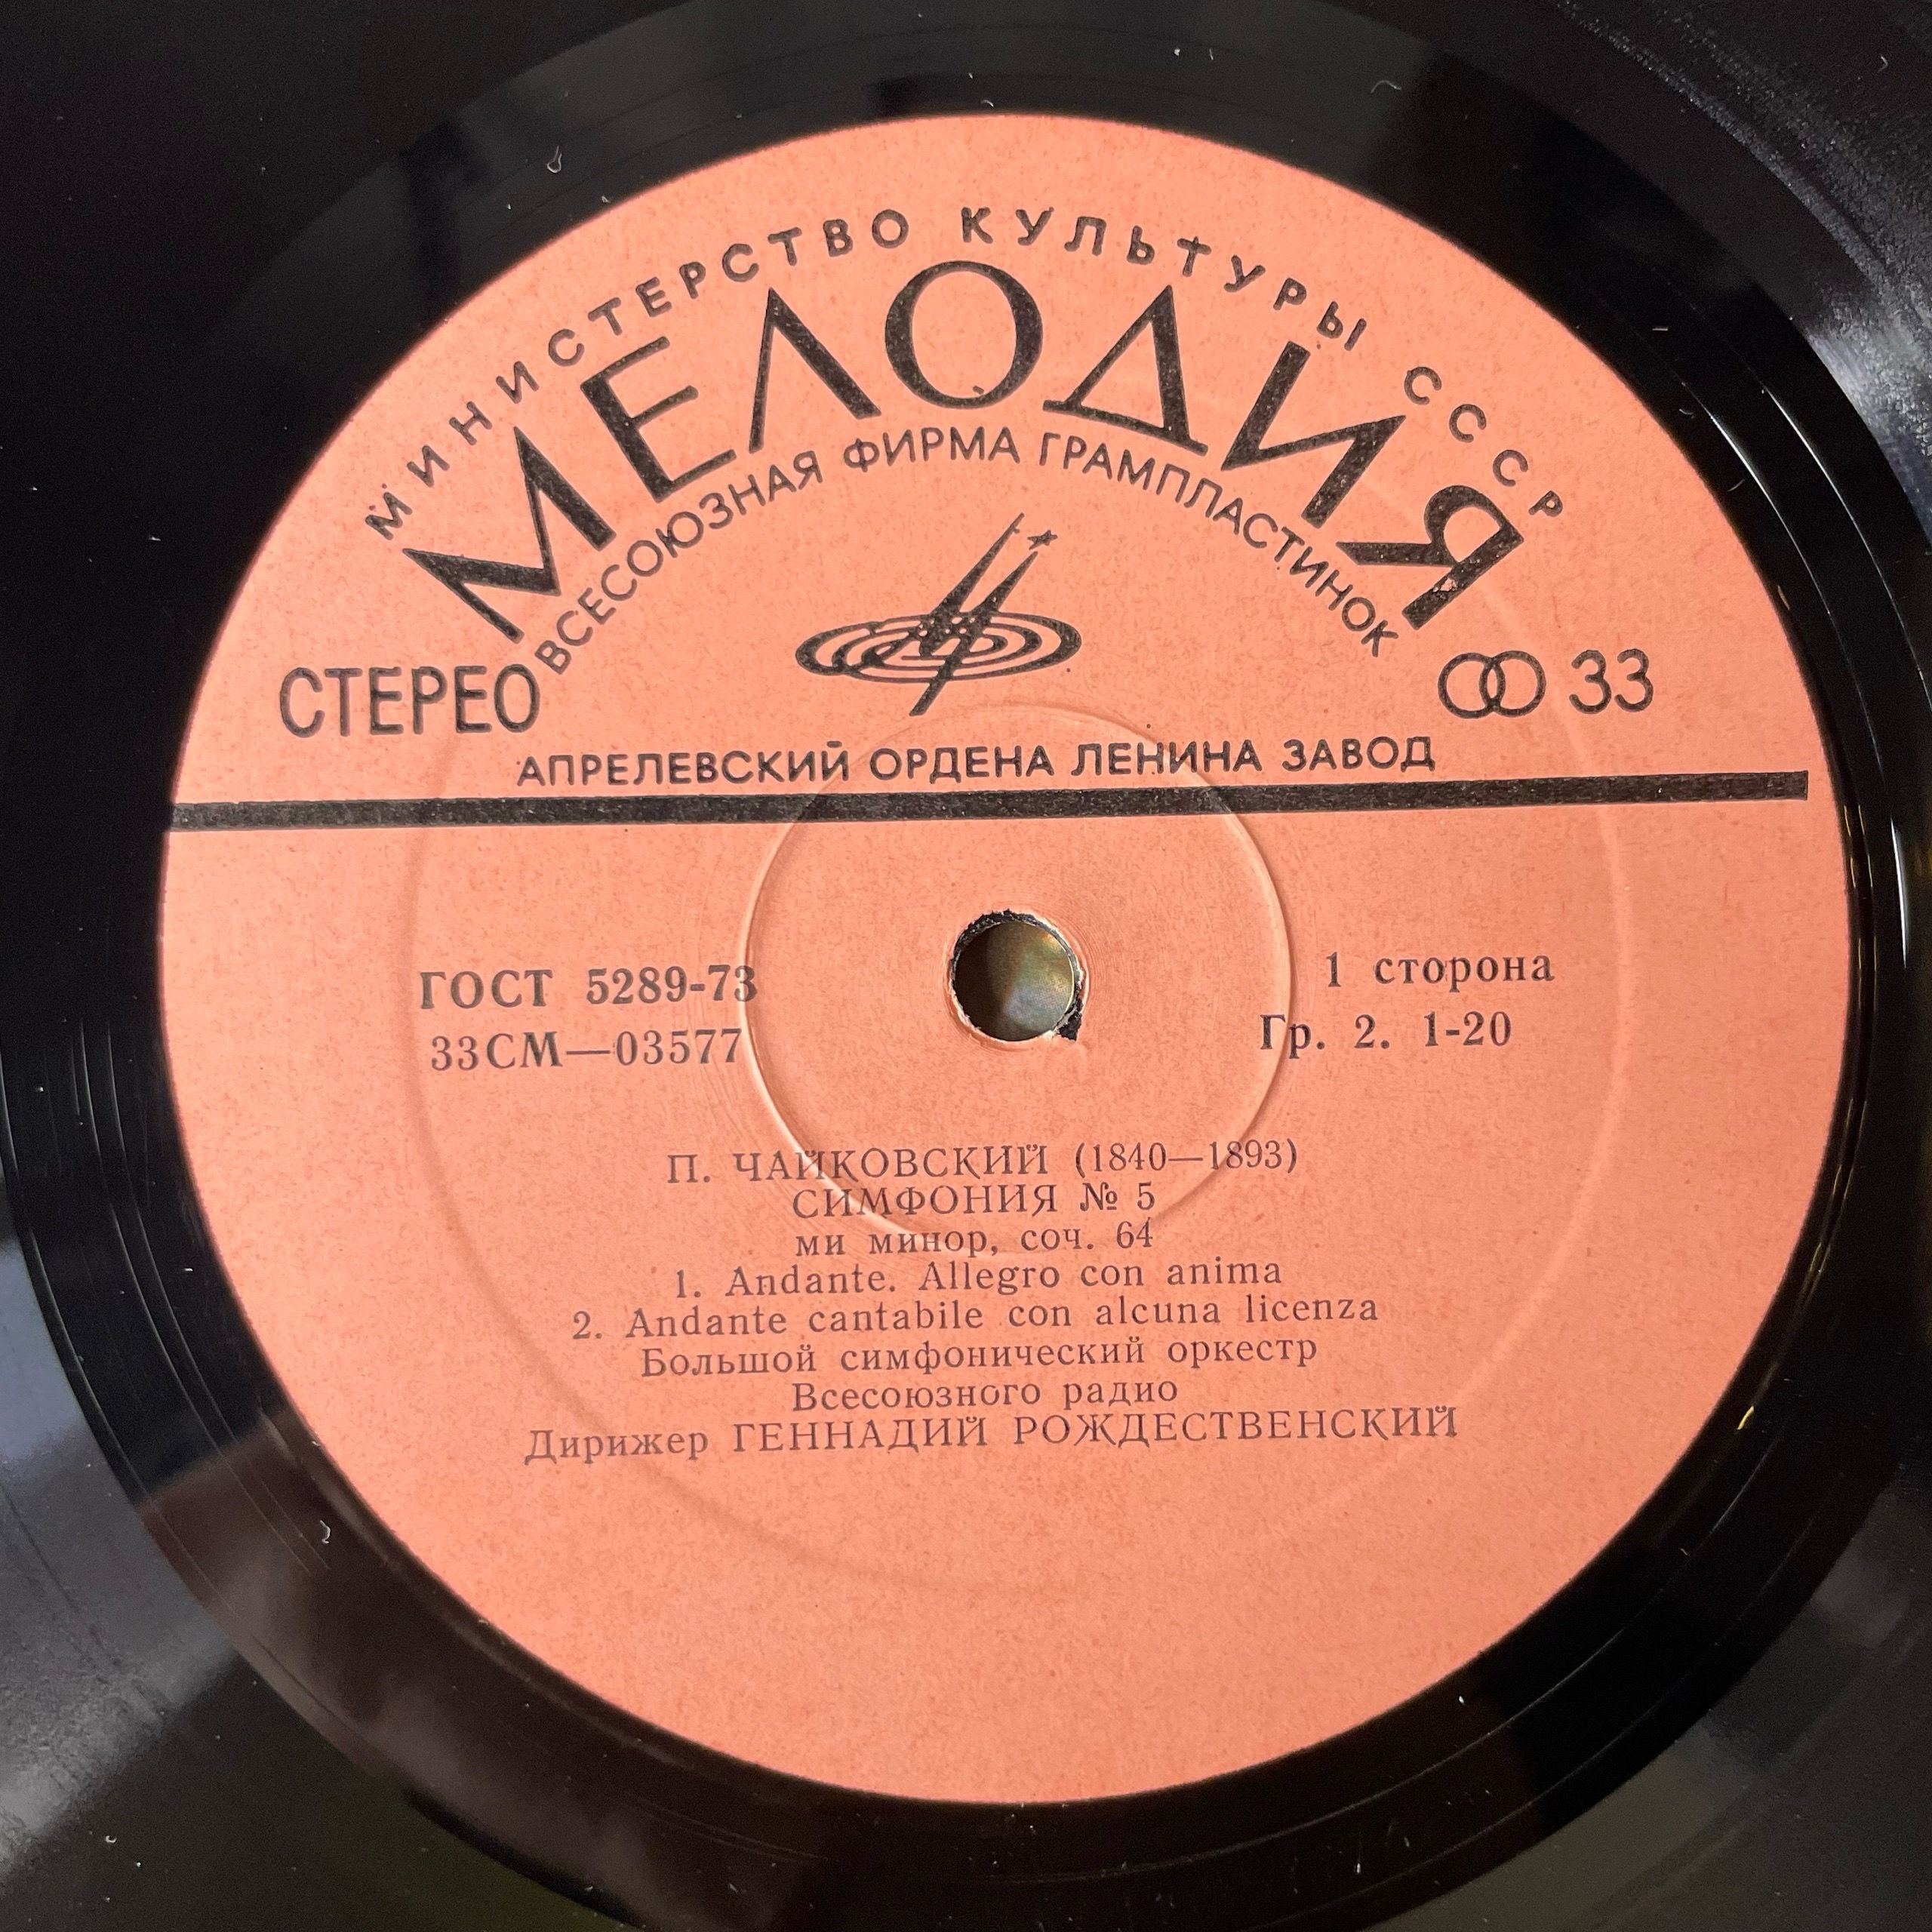 МИНИСТЕРСТВО КУЛЬТУРЫ СССР
МЕЛОДИЯ
ВСЕСОЮЗНАЯ ФИРМА ГРАМПЛАСТИНОК
СТЕРЕО
33
АПРЕЛЕВСКИЙ ОРДЕНА ЛЕНИНА ЗАВОД
ГОСТ 5289-73
33СМ—03577
1 сторона
Гр. 2. 1-20
П. ЧАЙКОВСКИЙ (1840—1893)
СИМФОНИЯ № 5
ми минор, соч. 64
1. Andante. Allegro con anima
2. Andante cantabile con alcuna licenza
Большой симфонический оркестр
Всесоюзного радио
Дирижер ГЕННАДИЙ РОЖДЕСТВЕНСКИЙ